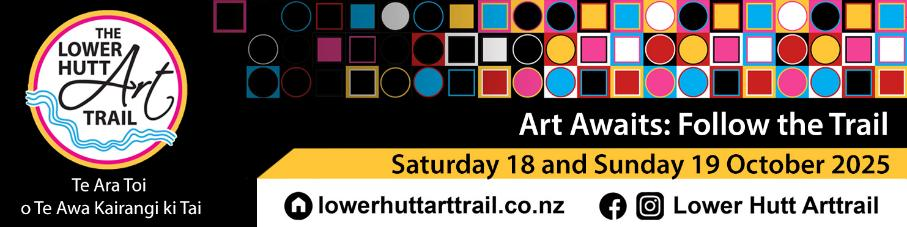 THE
LOWER
HUTT
Art
TRAIL
Te Ara Toi
o Te Awa Kairangi ki Tai
Art Awaits: Follow the Trail
Saturday 18 and Sunday 19 October 2025
lowerhuttarttrail.co.nz
Lower Hutt Arttrail